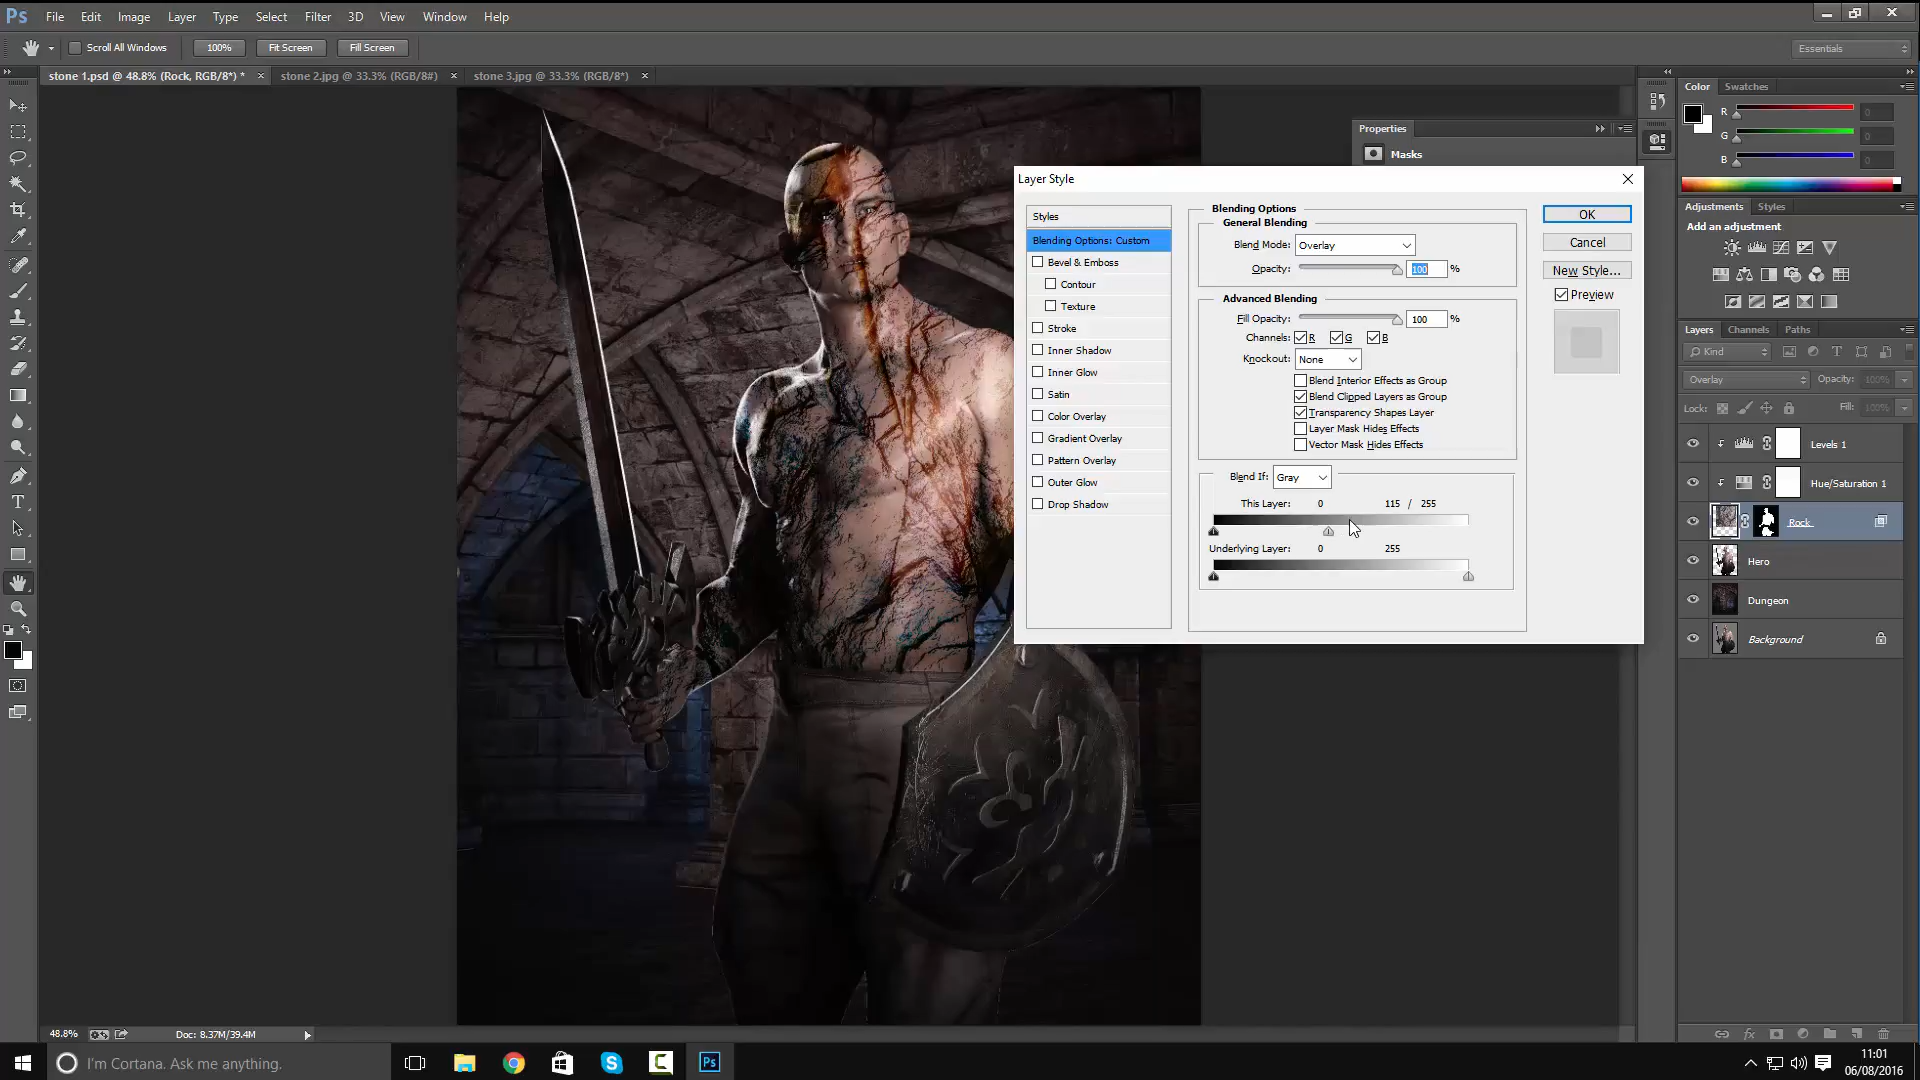 Ps File Edit Image Layer Type Select Filter 3D View Window Help
Scroll All Windows 100% Fit Screen Fill Screen Essentials
stone 1.psd @ 48.8% (Rock, RGB/8*) * × stone 2.jpg @ 33.3% (RGB/8#) × stone 3.jpg @ 33.3% (RGB/8*) ×
Properties
Masks
Layer Style
Styles
Blending Options: Custom
Bevel & Emboss
Contour
Texture
Stroke
Inner Shadow
Inner Glow
Satin
Color Overlay
Gradient Overlay
Pattern Overlay
Outer Glow
Drop Shadow
Blending Options
General Blending
Blend Mode: Overlay
Opacity: 100 %
Advanced Blending
Fill Opacity: 100 %
Channels: R G B
Knockout: None
Blend Interior Effects as Group
Blend Clipped Layers as Group
Transparency Shapes Layer
Layer Mask Hides Effects
Vector Mask Hides Effects
Blend If: Gray
This Layer: 0 115 / 255
Underlying Layer: 0 255
OK
Cancel
New Style...
Preview
Color Swatches
R 0
G 0
B 0
Adjustments Styles
Add an adjustment
Layers Channels Paths
Kind
Overlay Opacity: 100%
Lock: Fill: 100%
Levels 1
Hue/Saturation 1
Rock
Hero
Dungeon
Background
48.8% Doc: 8.37M/39.4M
I'm Cortana. Ask me anything.
Ps
11:01
06/08/2016